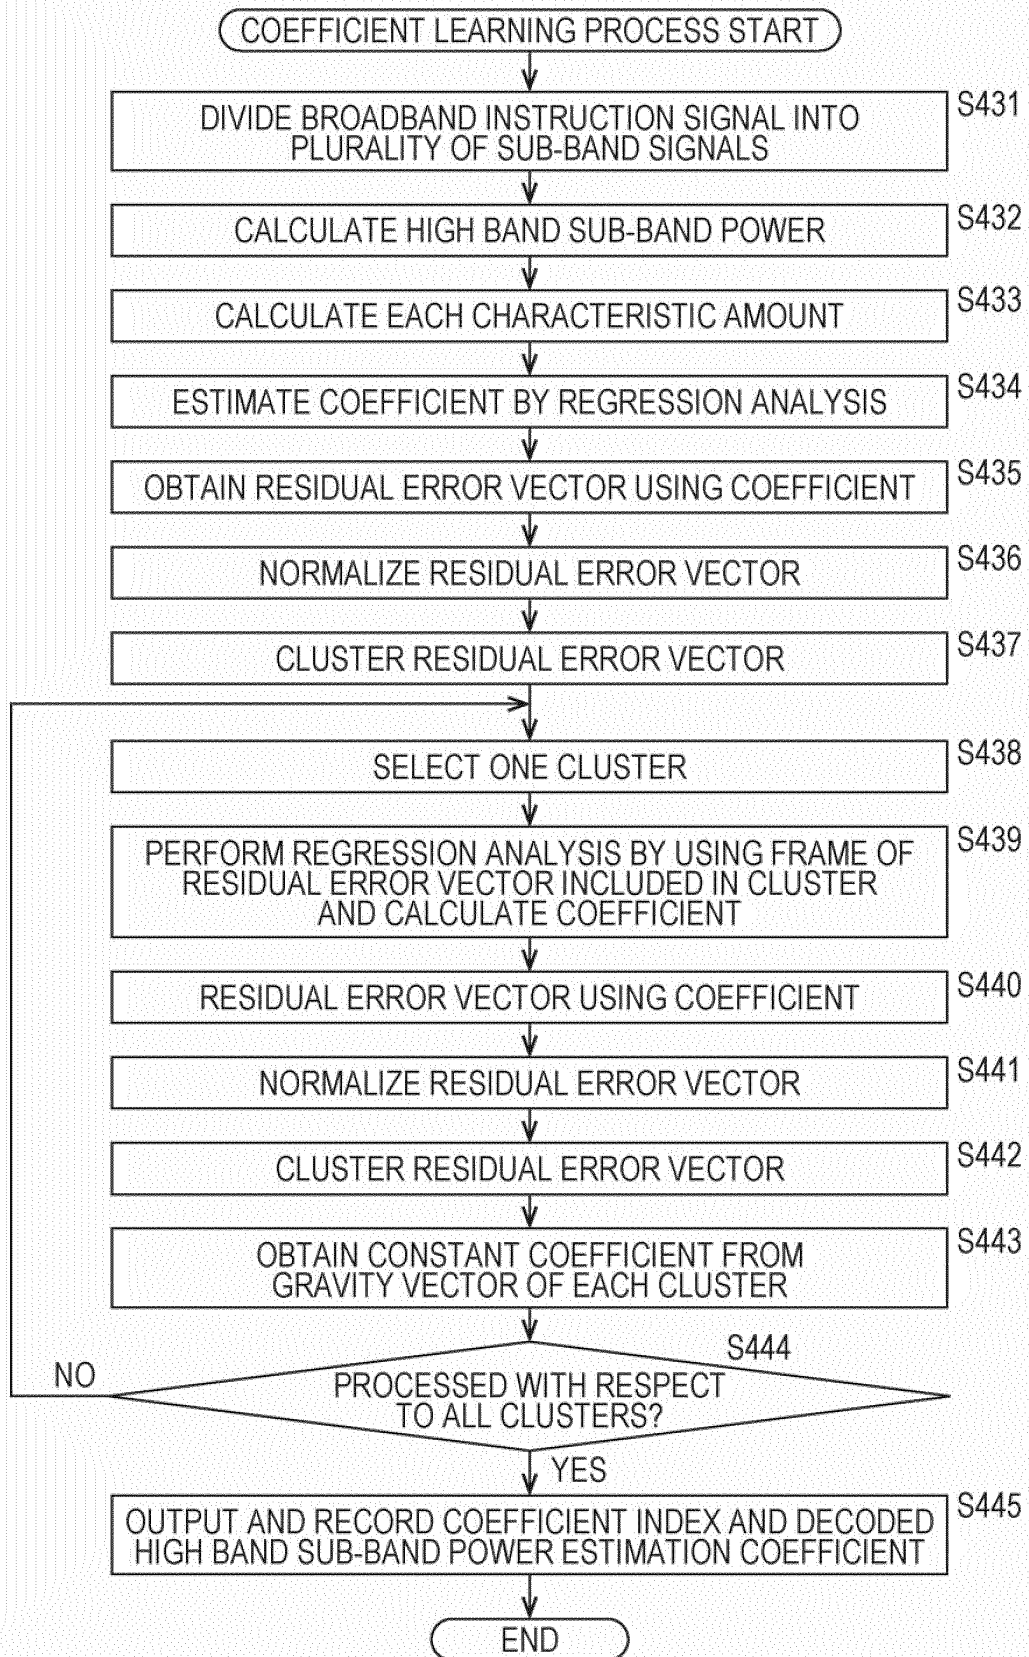 COEFFICIENT LEARNING PROCESS START
S431
DIVIDE BROADBAND INSTRUCTION SIGNAL INTO
PLURALITY OF SUB-BAND SIGNALS
S432
CALCULATE HIGH BAND SUB-BAND POWER
S433
CALCULATE EACH CHARACTERISTIC AMOUNT
S434
ESTIMATE COEFFICIENT BY REGRESSION ANALYSIS
S435
OBTAIN RESIDUAL ERROR VECTOR USING COEFFICIENT
S436
NORMALIZE RESIDUAL ERROR VECTOR
S437
CLUSTER RESIDUAL ERROR VECTOR
S438
SELECT ONE CLUSTER
S439
PERFORM REGRESSION ANALYSIS BY USING FRAME OF
RESIDUAL ERROR VECTOR INCLUDED IN CLUSTER
AND CALCULATE COEFFICIENT
S440
RESIDUAL ERROR VECTOR USING COEFFICIENT
S441
NORMALIZE RESIDUAL ERROR VECTOR
S442
CLUSTER RESIDUAL ERROR VECTOR
S443
OBTAIN CONSTANT COEFFICIENT FROM
GRAVITY VECTOR OF EACH CLUSTER
S444
NO
PROCESSED WITH RESPECT
TO ALL CLUSTERS?
YES
S445
OUTPUT AND RECORD COEFFICIENT INDEX AND DECODED
HIGH BAND SUB-BAND POWER ESTIMATION COEFFICIENT
END